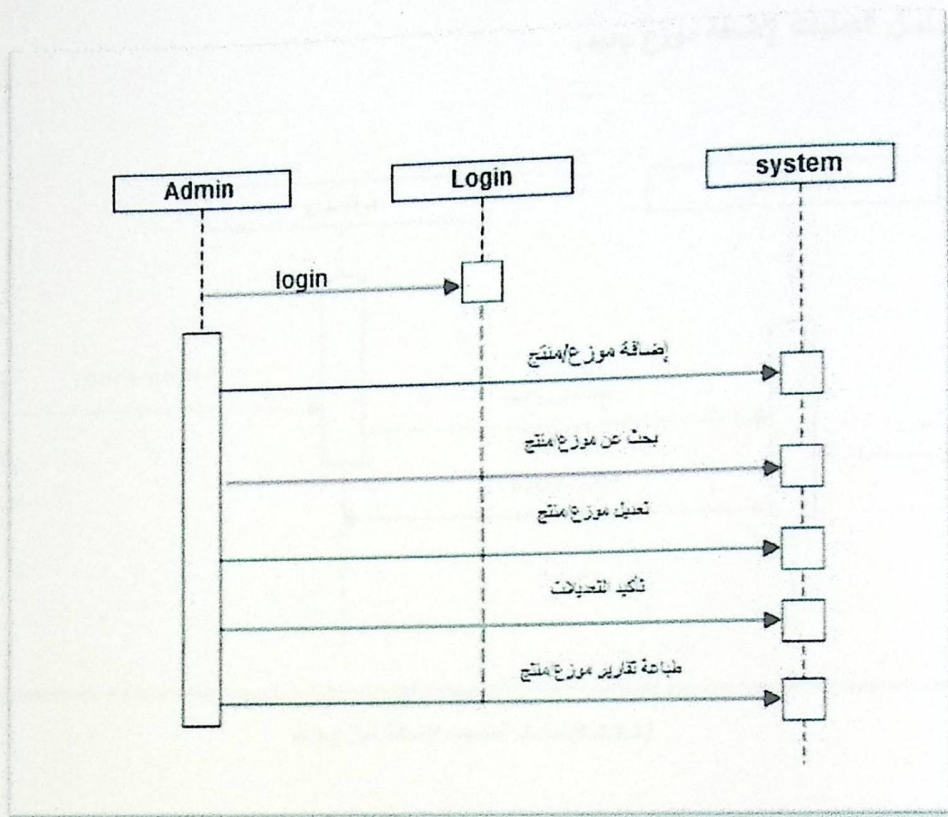 Admin
Login
system
login
إضافة موزع/منتج
بحث عن موزع/منتج
تعديل موزع/منتج
تأكيد التعديلات
طباعة تقارير موزع/منتج